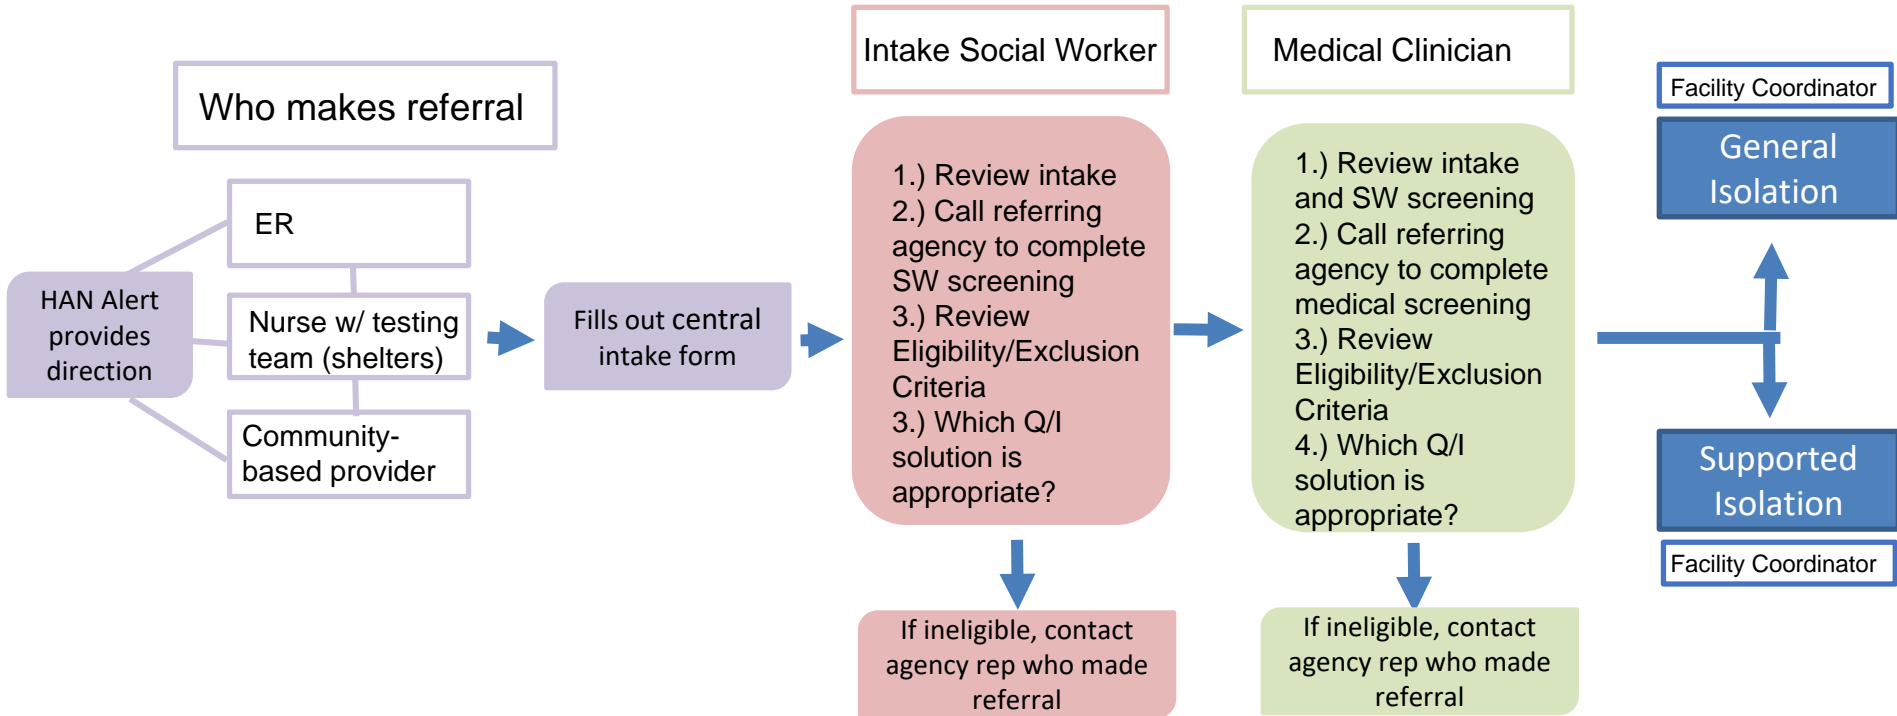 Who makes referral
HAN Alert
provides
direction
ER
Nurse w/ testing
team (shelters)
Community-
based provider
Fills out central
intake form
Intake Social Worker
1.) Review intake
2.) Call referring
agency to complete
SW screening
3.) Review
Eligibility/Exclusion
Criteria
3.) Which Q/I
solution is
appropriate?
If ineligible, contact
agency rep who made
referral
Medical Clinician
1.) Review intake
and SW screening
2.) Call referring
agency to complete
medical screening
3.) Review
Eligibility/Exclusion
Criteria
4.) Which Q/I
solution is
appropriate?
If ineligible, contact
agency rep who made
referral
Facility Coordinator
General
Isolation
Supported
Isolation
Facility Coordinator